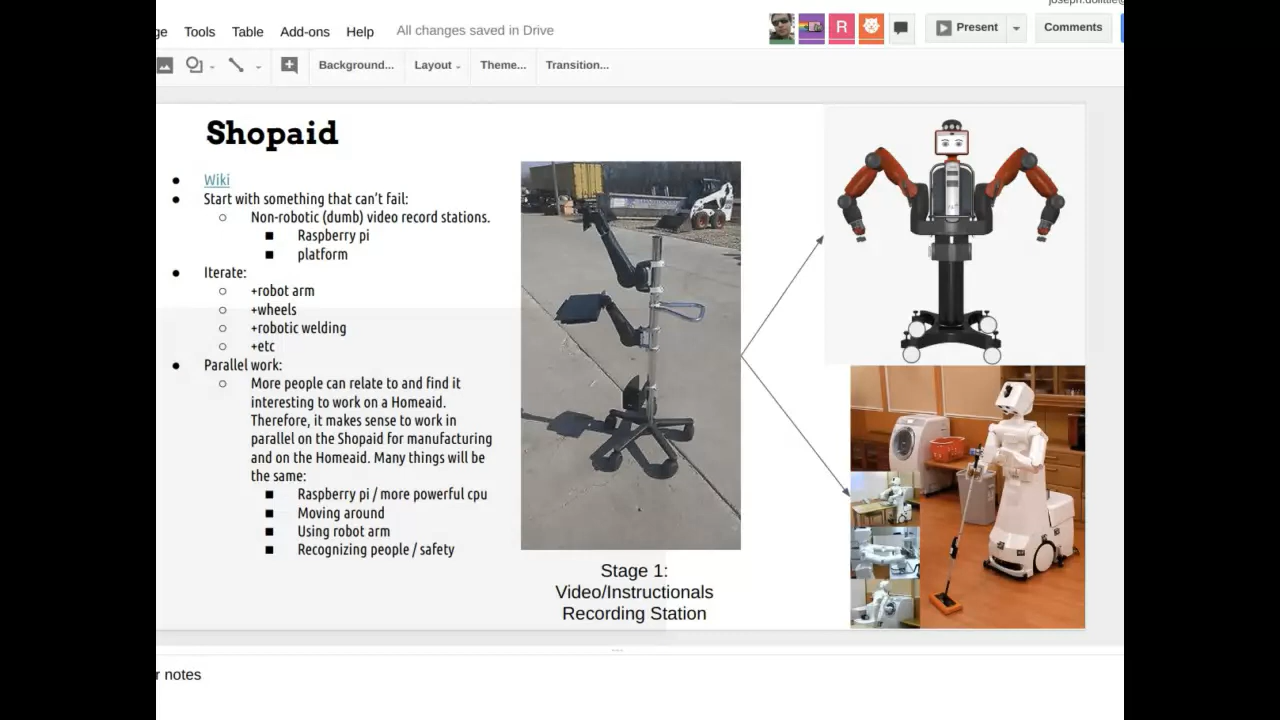 joseph.dolittle@
ge Tools Table Add-ons Help All changes saved in Drive
R
Present
Comments
Background...
Layout
Theme...
Transition...
Shopaid
Wiki
Start with something that can't fail:
Non-robotic (dumb) video record stations.
Raspberry pi
platform
Iterate:
+robot arm
+wheels
+robotic welding
+etc
Parallel work:
More people can relate to and find it
interesting to work on a Homeaid.
Therefore, it makes sense to work in
parallel on the Shopaid for manufacturing
and on the Homeaid. Many things will be
the same:
Raspberry pi / more powerful cpu
Moving around
Using robot arm
Recognizing people / safety
Stage 1:
Video/Instructionals
Recording Station
r notes